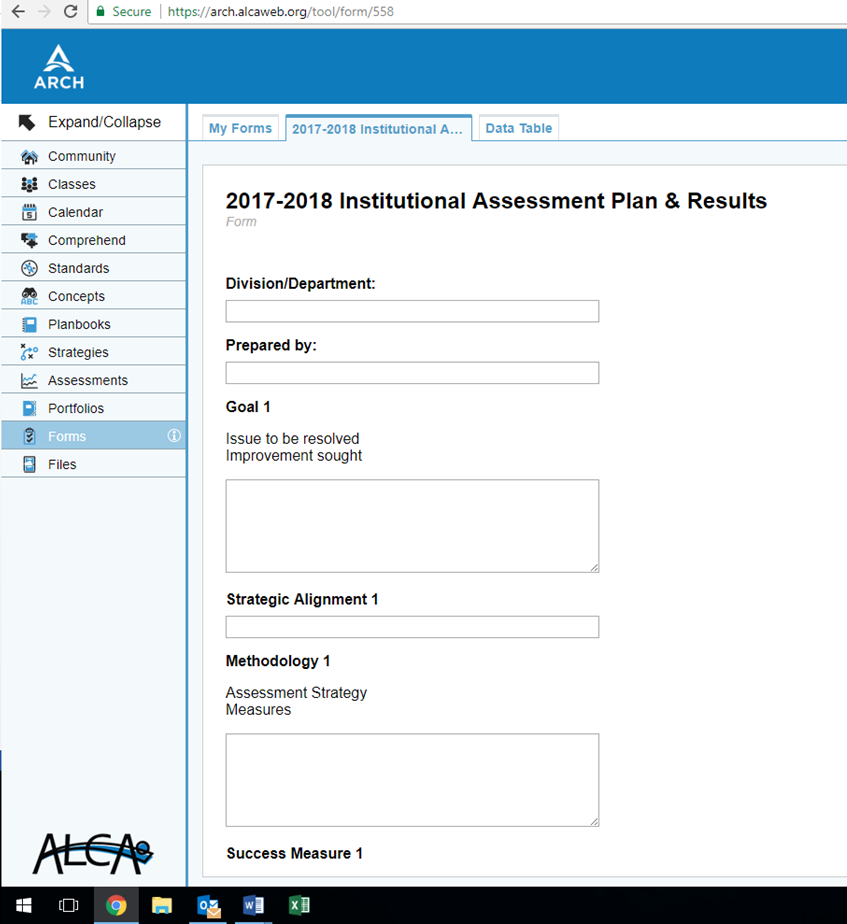 Secure | https://arch.alcaweb.org/tool/form/558
ARCH
Expand/Collapse
Community
Classes
Calendar
Comprehend
Standards
ABC
Concepts
Planbooks
Strategies
Assessments
Portfolios
Forms
Files
ALCA
My Forms
2017-2018 Institutional A...
Data Table
2017-2018 Institutional Assessment Plan & Results
Form
Division/Department:
Prepared by:
Goal 1
Issue to be resolved
Improvement sought
Strategic Alignment 1
Methodology 1
Assessment Strategy
Measures
Success Measure 1